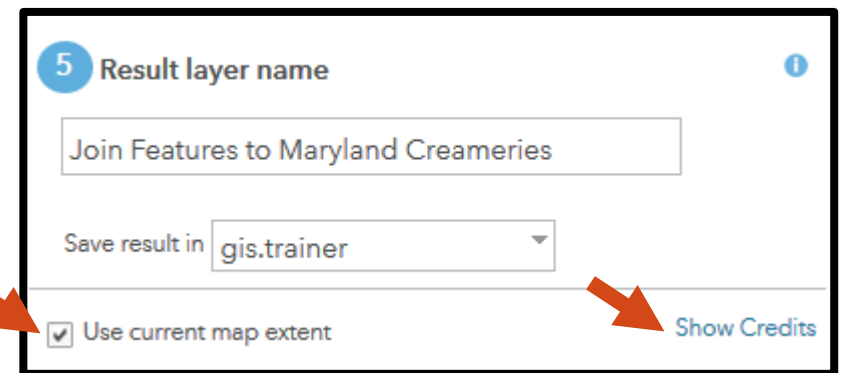 5 Result layer name
i
Join Features to Maryland Creameries
Save result in gis.trainer
Use current map extent Show Credits